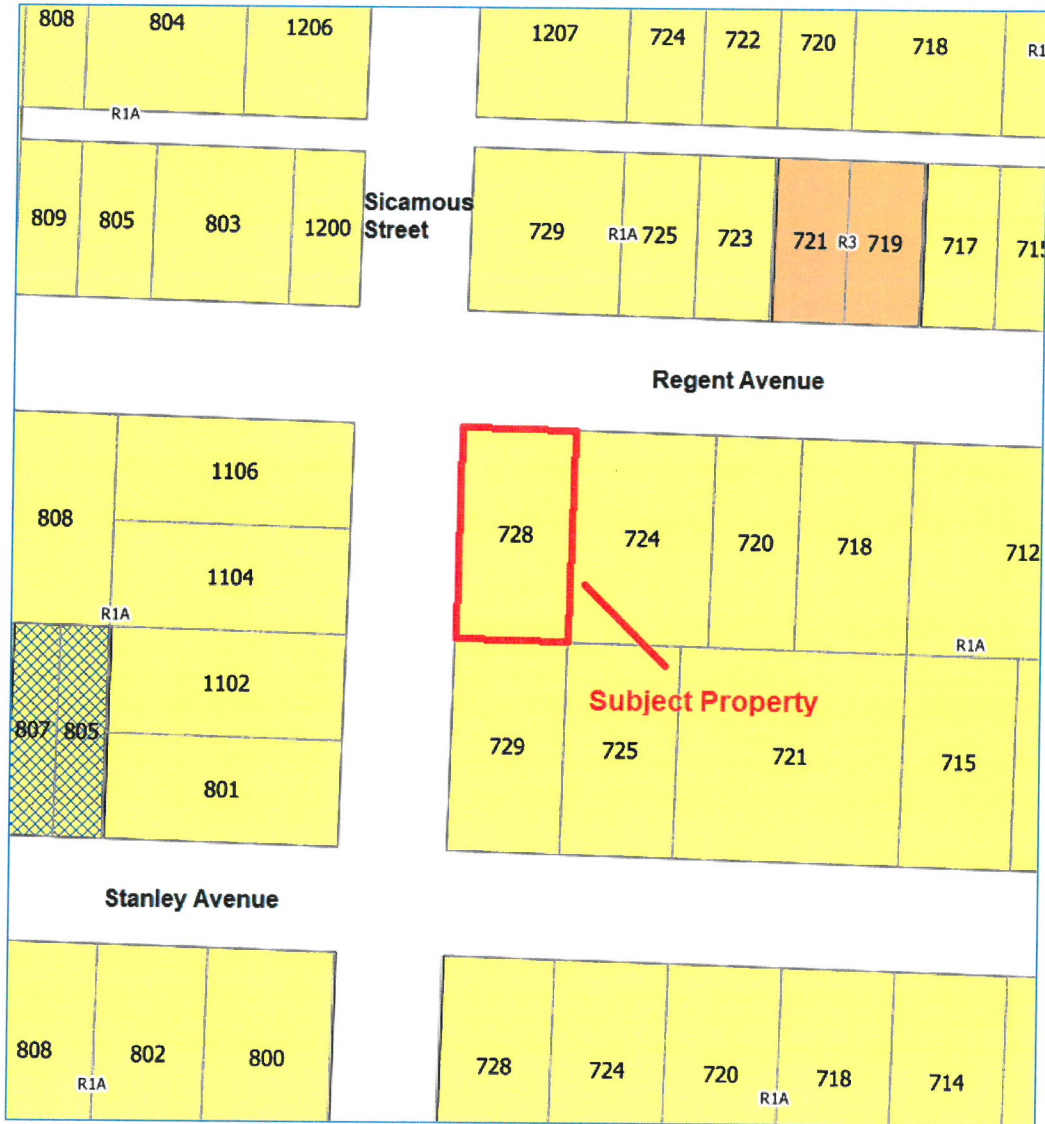 808 804 1206 1207 724 722 720 718
R1A
809 805 803 1200 Sicamous
Street 729 R1A 725 723 721 R3 719 717
Regent Avenue
808 1106 728 724 720 718 712
1104
R1A R1A
1102
Subject Property
807 805 729 725 721 715
801
Stanley Avenue
808 802 800 728 724 720 718 714
R1A R1A